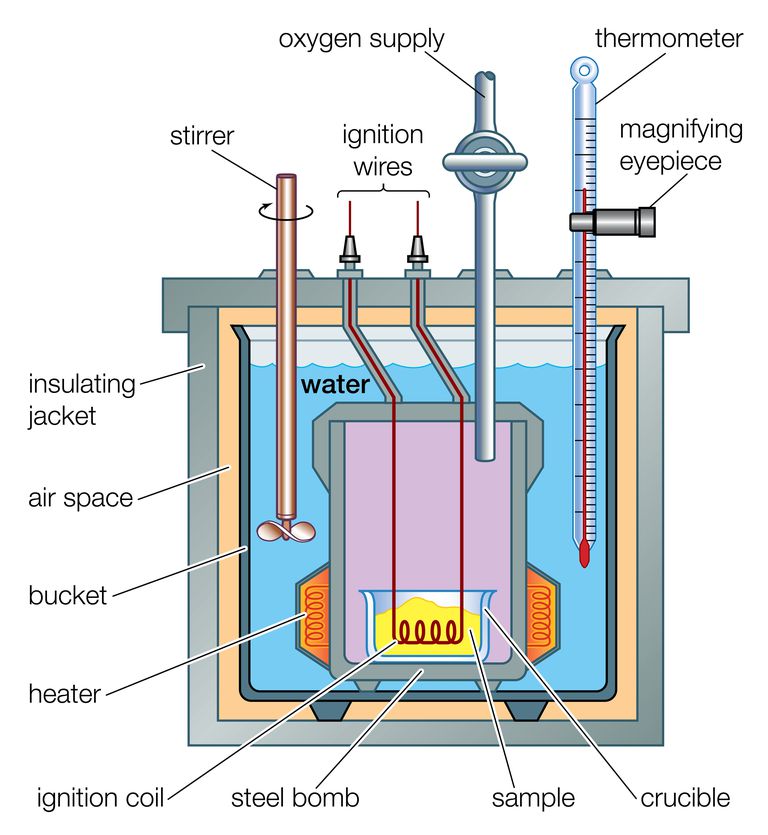 oxygen supply
thermometer
stirrer
ignition
wires
magnifying
eyepiece
water
insulating
jacket
air space
bucket
heater
ignition coil
steel bomb
sample
crucible